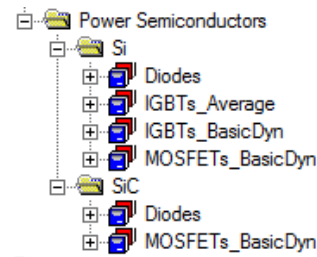 Power Semiconductors
Si
Diodes
IGBTs_Average
IGBTs_BasicDyn
MOSFETs_BasicDyn
SiC
Diodes
MOSFETs_BasicDyn